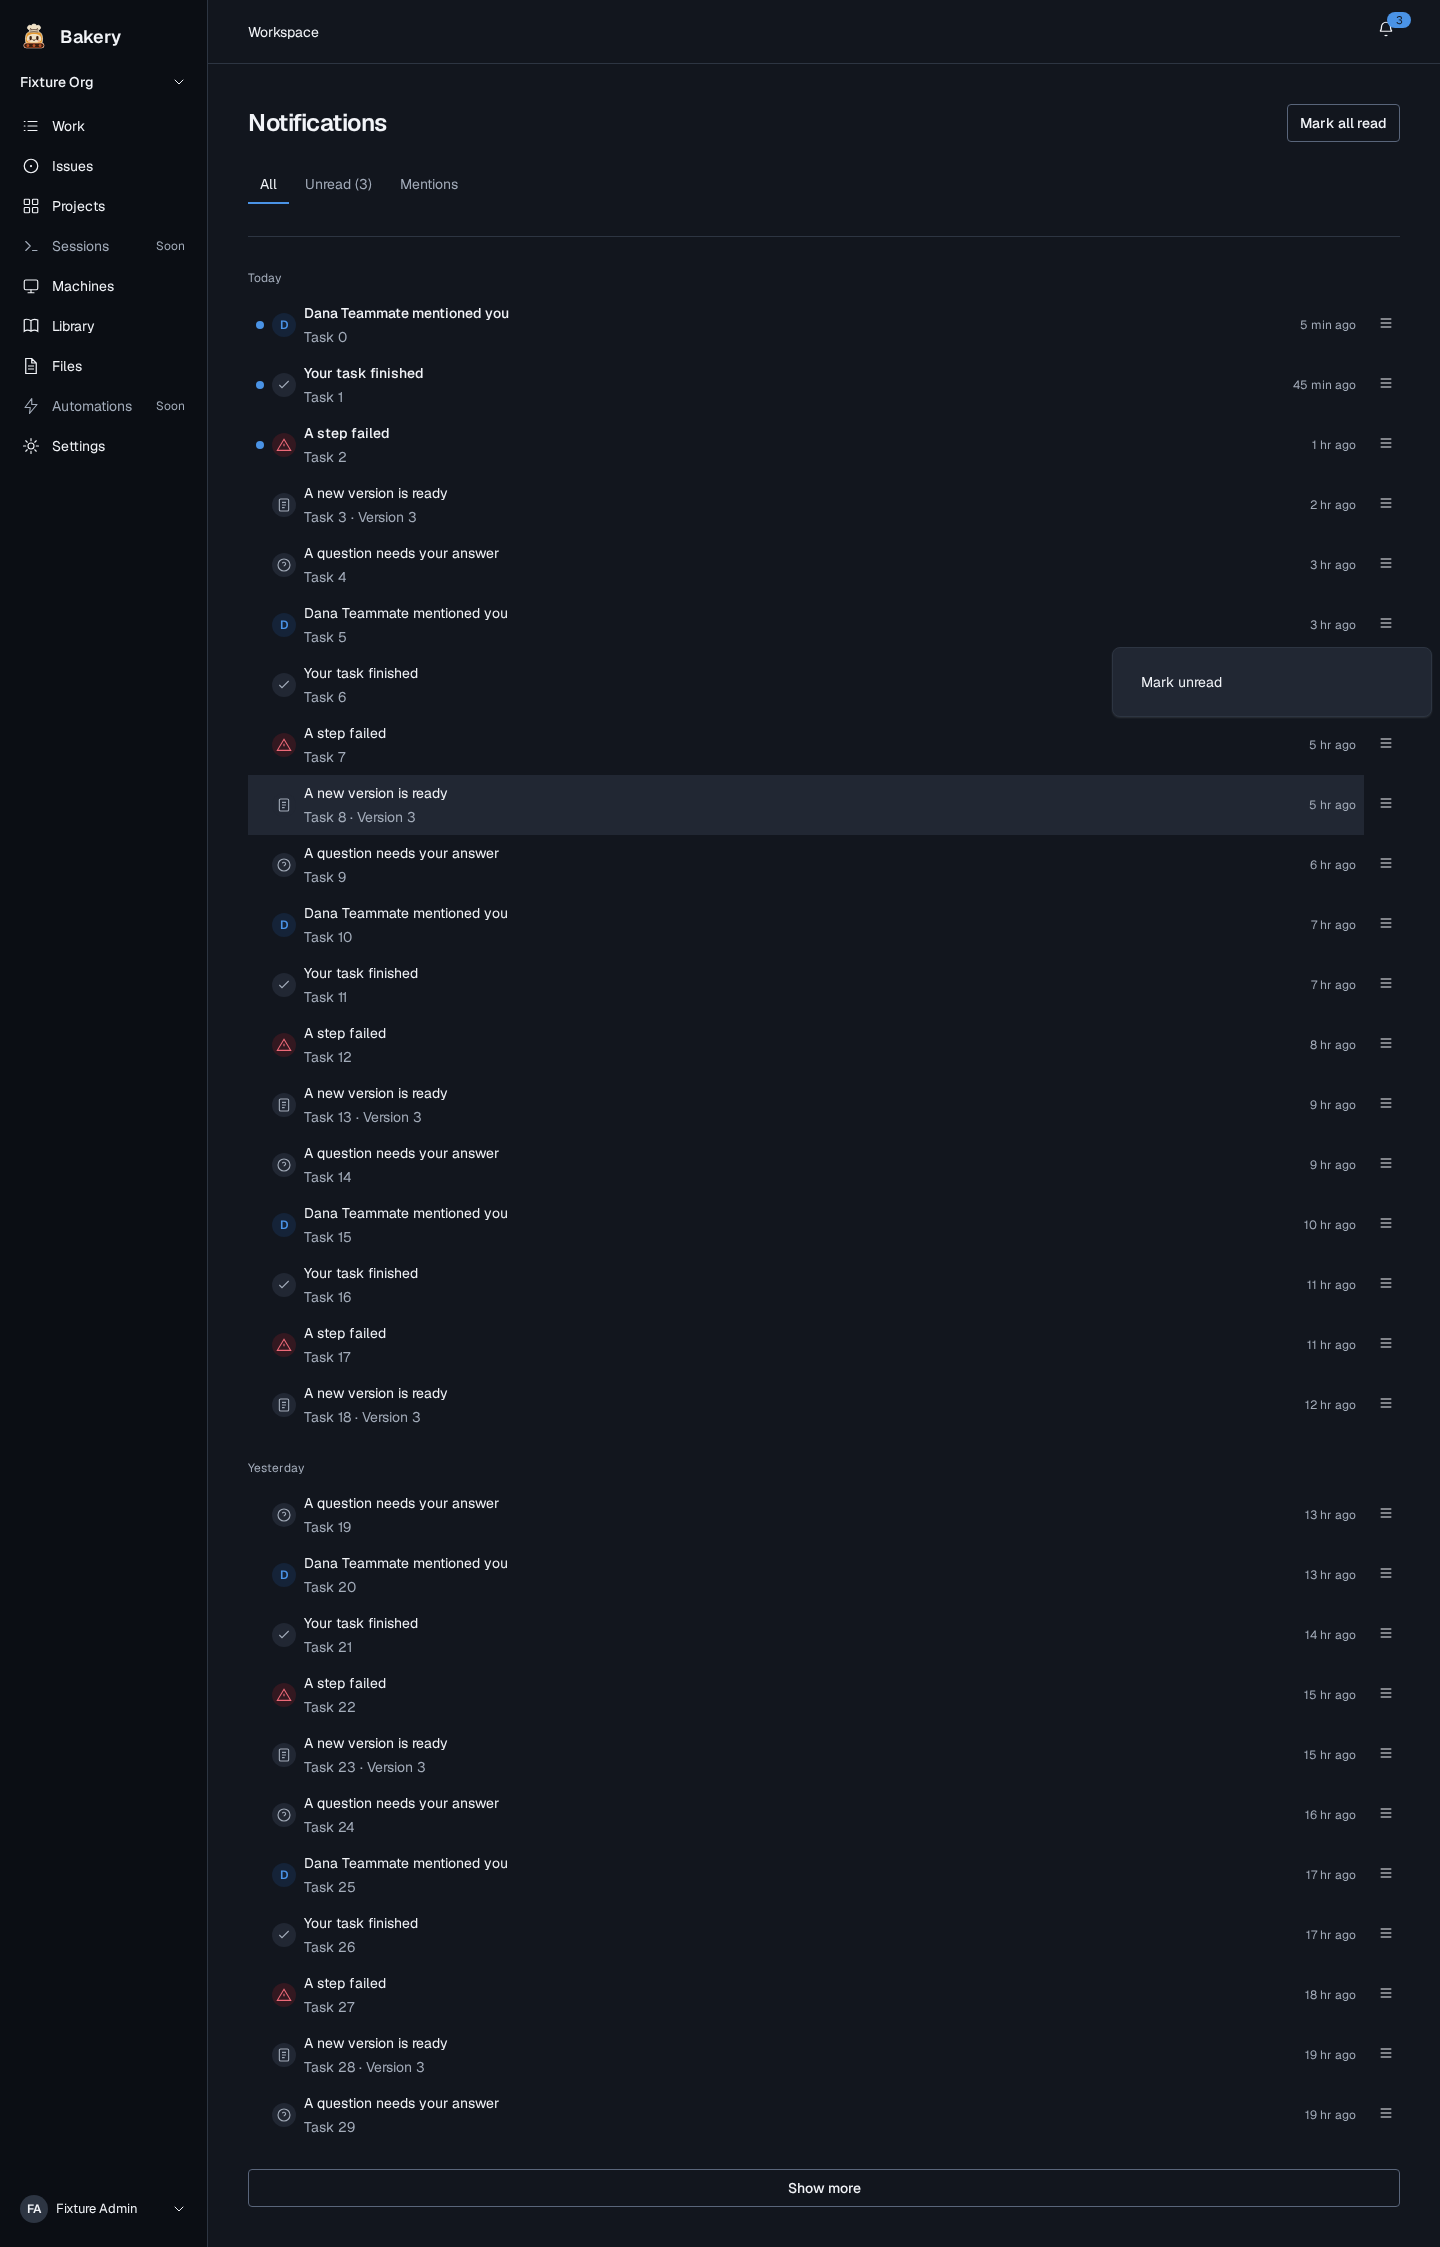 Bakery
Fixture Org
Work
Issues
Projects
Sessions Soon
Machines
Library
Files
Automations Soon
Settings
FA Fixture Admin
Workspace
3
Notifications
Mark all read
All Unread (3) Mentions
Today
D Dana Teammate mentioned you
Task 0
5 min ago
Your task finished
Task 1
45 min ago
A step failed
Task 2
1 hr ago
A new version is ready
Task 3 · Version 3
2 hr ago
A question needs your answer
Task 4
3 hr ago
D Dana Teammate mentioned you
Task 5
3 hr ago
Your task finished
Task 6
Mark unread
A step failed
Task 7
5 hr ago
A new version is ready
Task 8 · Version 3
5 hr ago
A question needs your answer
Task 9
6 hr ago
D Dana Teammate mentioned you
Task 10
7 hr ago
Your task finished
Task 11
7 hr ago
A step failed
Task 12
8 hr ago
A new version is ready
Task 13 · Version 3
9 hr ago
A question needs your answer
Task 14
9 hr ago
D Dana Teammate mentioned you
Task 15
10 hr ago
Your task finished
Task 16
11 hr ago
A step failed
Task 17
11 hr ago
A new version is ready
Task 18 · Version 3
12 hr ago
Yesterday
A question needs your answer
Task 19
13 hr ago
D Dana Teammate mentioned you
Task 20
13 hr ago
Your task finished
Task 21
14 hr ago
A step failed
Task 22
15 hr ago
A new version is ready
Task 23 · Version 3
15 hr ago
A question needs your answer
Task 24
16 hr ago
D Dana Teammate mentioned you
Task 25
17 hr ago
Your task finished
Task 26
17 hr ago
A step failed
Task 27
18 hr ago
A new version is ready
Task 28 · Version 3
19 hr ago
A question needs your answer
Task 29
19 hr ago
Show more